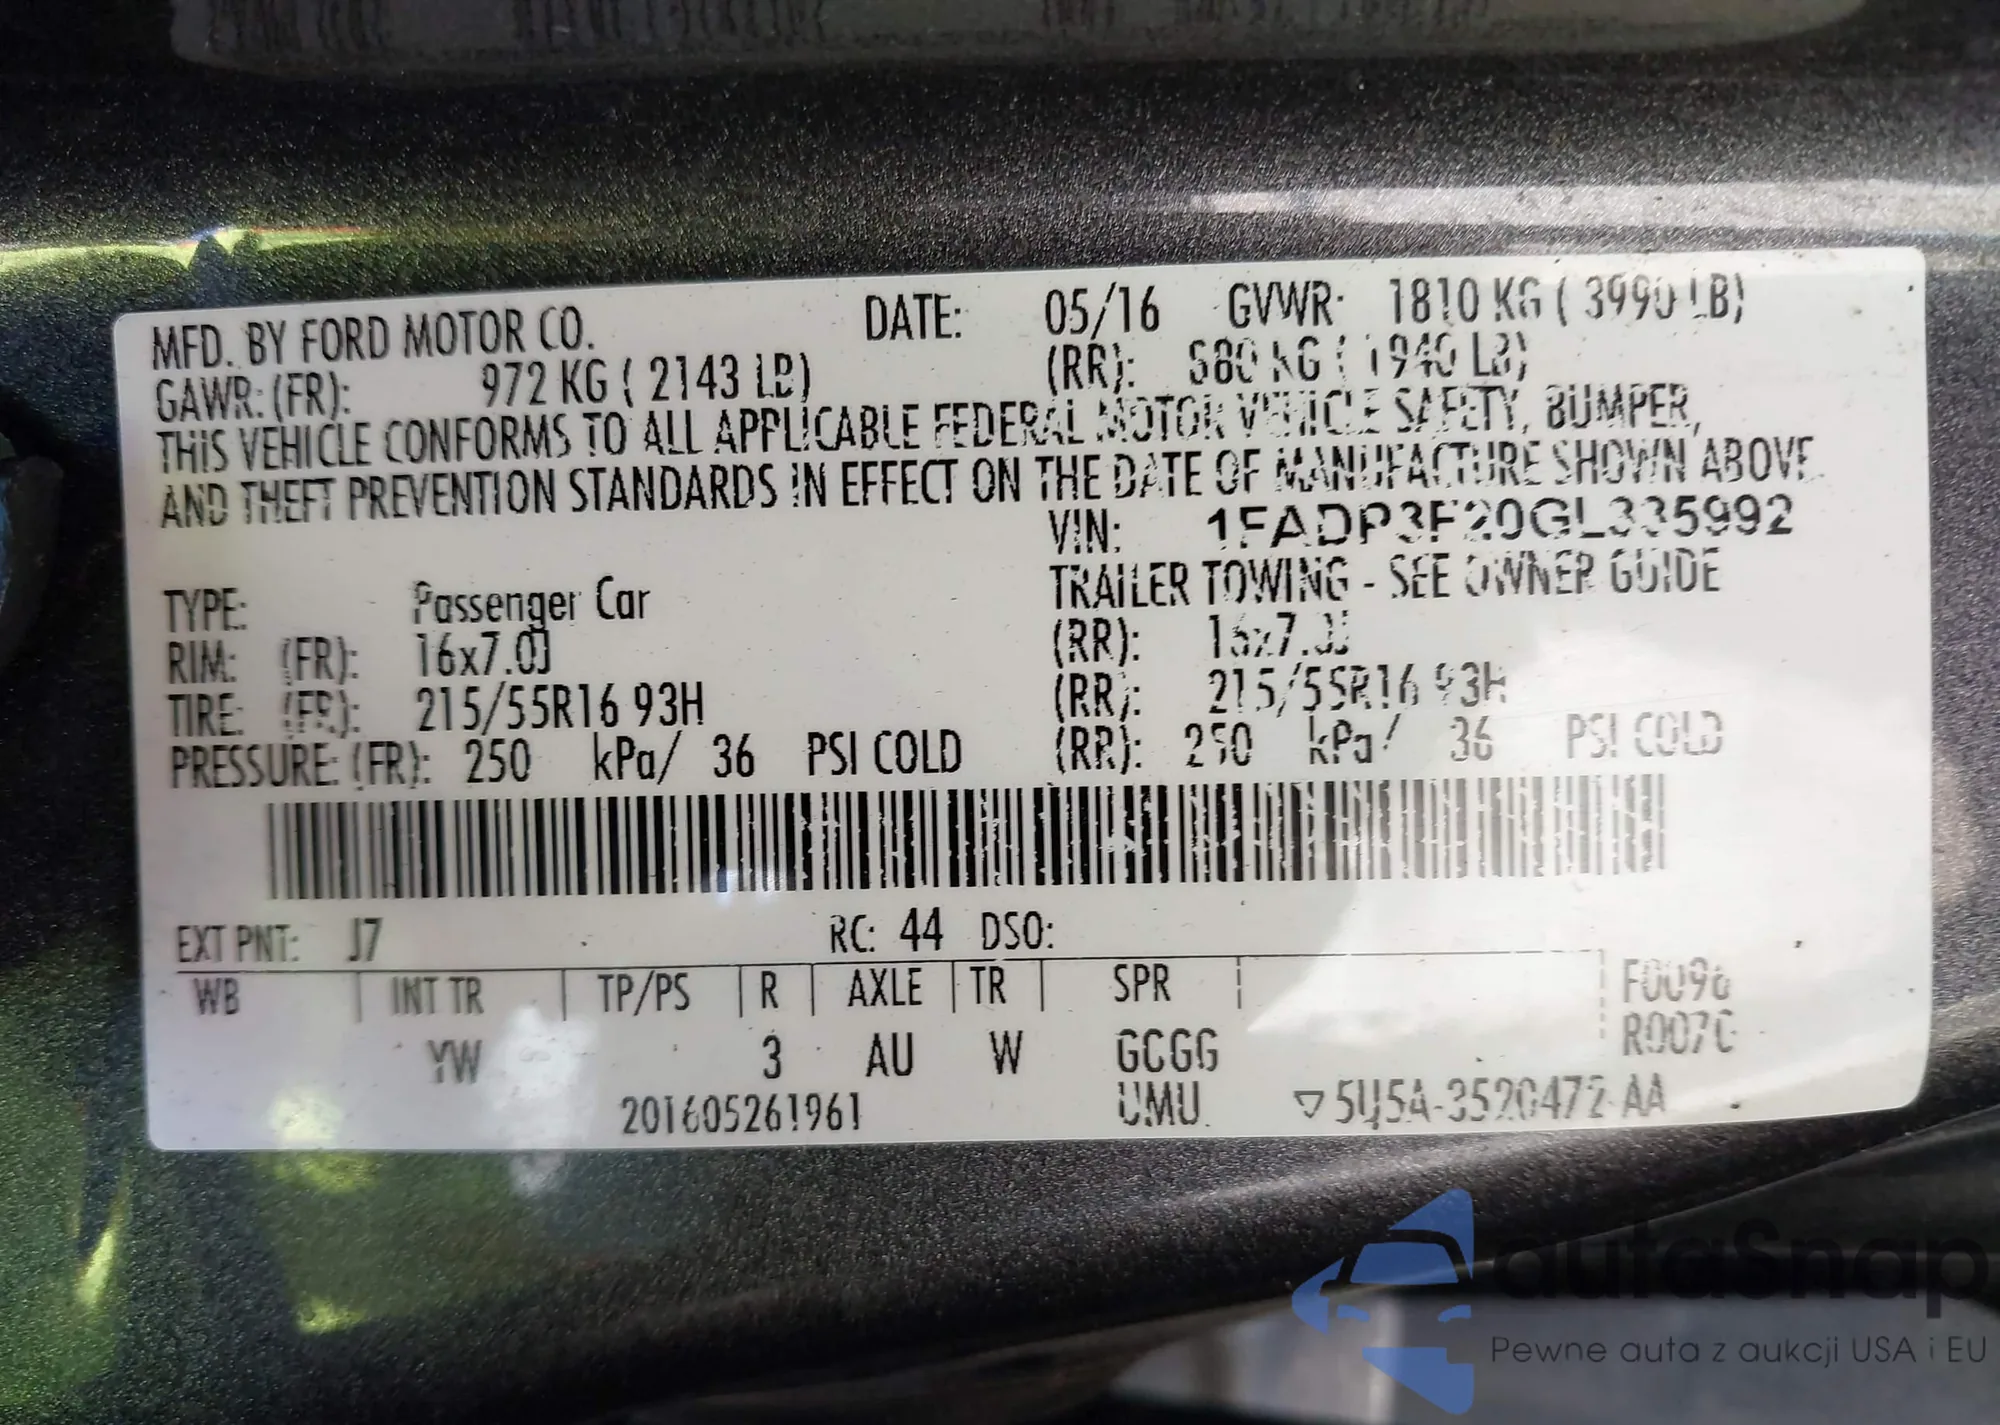 MFD. BY FORD MOTOR CO. DATE: 05/16 GVWR: 1810 KG ( 3990 LB)
GAWR: (FR): 972 KG ( 2143 LB) (RR): 880 KG ( 1940 LB)
THIS VEHICLE CONFORMS TO ALL APPLICABLE FEDERAL MOTOR VEHICLE SAFETY, BUMPER,
AND THEFT PREVENTION STANDARDS IN EFFECT ON THE DATE OF MANUFACTURE SHOWN ABOVE.
VIN: 1FADP3F20GL335992
TYPE: Passenger Car TRAILER TOWING - SEE OWNER GUIDE
RIM: (FR): 16x7.0J (RR): 16x7.0J
TIRE: (FR): 215/55R16 93H (RR): 215/55R16 93H
PRESSURE: (FR): 250 kPa/ 36 PSI COLD (RR): 250 kPa/ 36 PSI COLD
EXT PNT: J7 RC: 44 DSO:
WB | INT TR | TP/PS | R | AXLE | TR | SPR | F0096
YW 3 AU W GCGG R007C
201605261961 UMU 5U5A-3520472-AA
autoSnap
Pewne auta z aukcji USA i EU